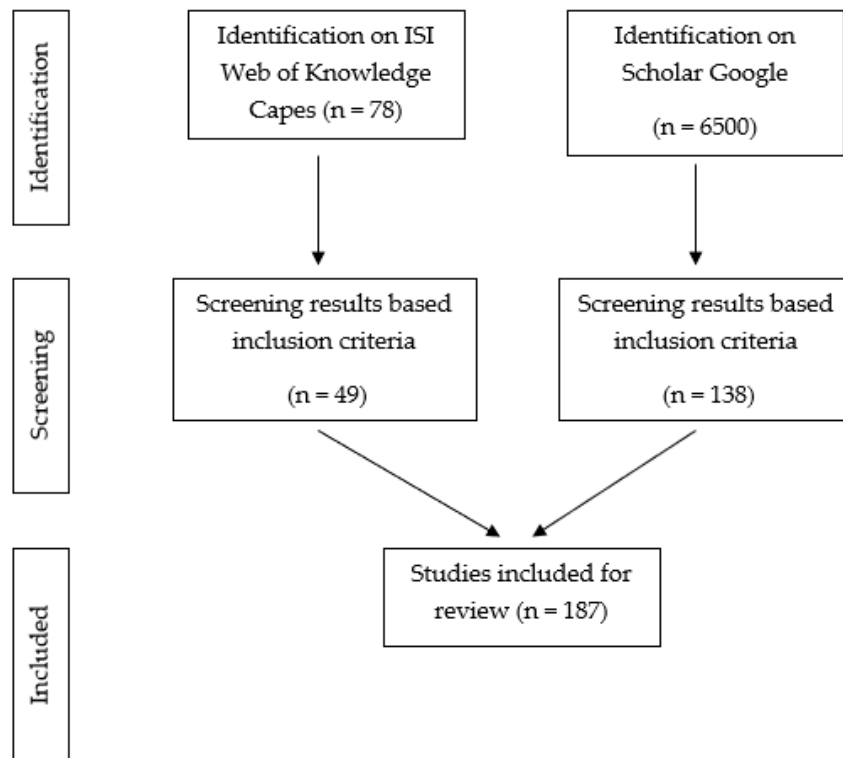 Identification
Identification on ISI
Web of Knowledge
Capes (n = 78)
Identification on
Scholar Google
(n = 6500)
Screening
Screening results based
inclusion criteria
(n = 49)
Screening results based
inclusion criteria
(n = 138)
Included
Studies included for
review (n = 187)